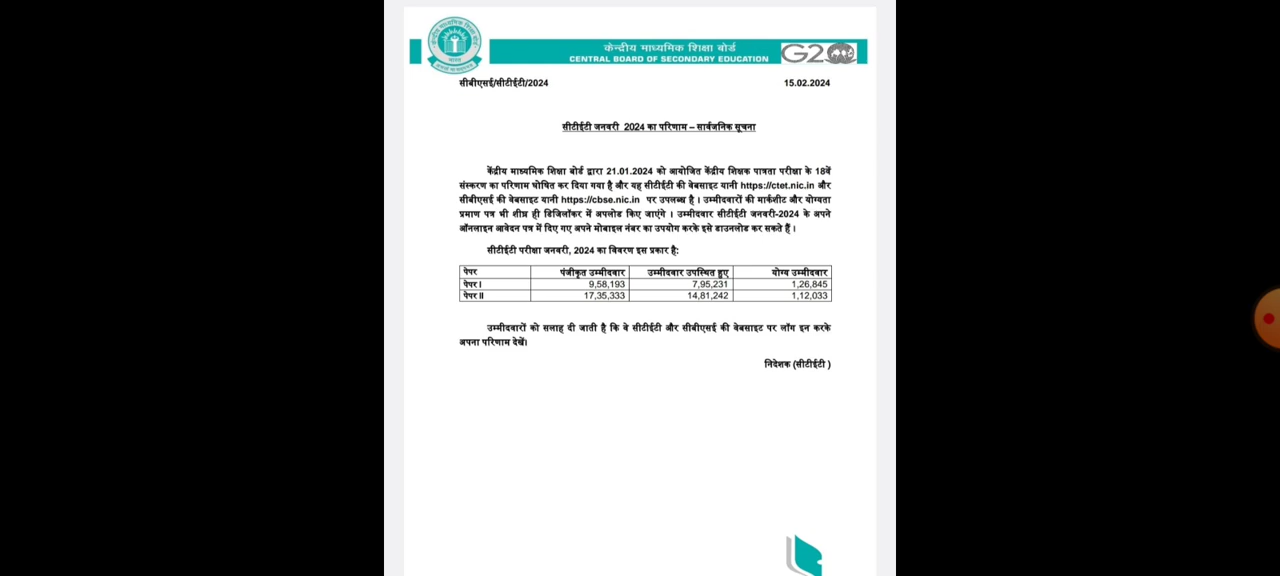 केन्द्रीय माध्यमिक शिक्षा बोर्ड
CENTRAL BOARD OF SECONDARY EDUCATION
G20
भारत
सीबीएसई/सीटीईटी/2024 15.02.2024
सीटीईटी जनवरी 2024 का परिणाम – सार्वजनिक सूचना
केंद्रीय माध्यमिक शिक्षा बोर्ड द्वारा 21.01.2024 को आयोजित केंद्रीय शिक्षक पात्रता परीक्षा के 18वें
संस्करण का परिणाम घोषित कर दिया गया है और यह सीटीईटी की वेबसाइट यानी https://ctet.nic.in और
सीबीएसई की वेबसाइट यानी https://cbse.nic.in पर उपलब्ध है । उम्मीदवारों की मार्कशीट और योग्यता
प्रमाण पत्र भी शीघ्र ही डिजिलॉकर में अपलोड किए जाएंगे । उम्मीदवार सीटीईटी जनवरी-2024 के अपने
ऑनलाइन आवेदन पत्र में दिए गए अपने मोबाइल नंबर का उपयोग करके इसे डाउनलोड कर सकते हैं ।
सीटीईटी परीक्षा जनवरी, 2024 का विवरण इस प्रकार है:
पेपर पंजीकृत उम्मीदवार उम्मीदवार उपस्थित हुए योग्य उम्मीदवार
पेपर I 9,58,193 7,95,231 1,26,845
पेपर II 17,35,333 14,81,242 1,12,033
उम्मीदवारों को सलाह दी जाती है कि वे सीटीईटी और सीबीएसई की वेबसाइट पर लॉग इन करके
अपना परिणाम देखें।
निदेशक (सीटीईटी )